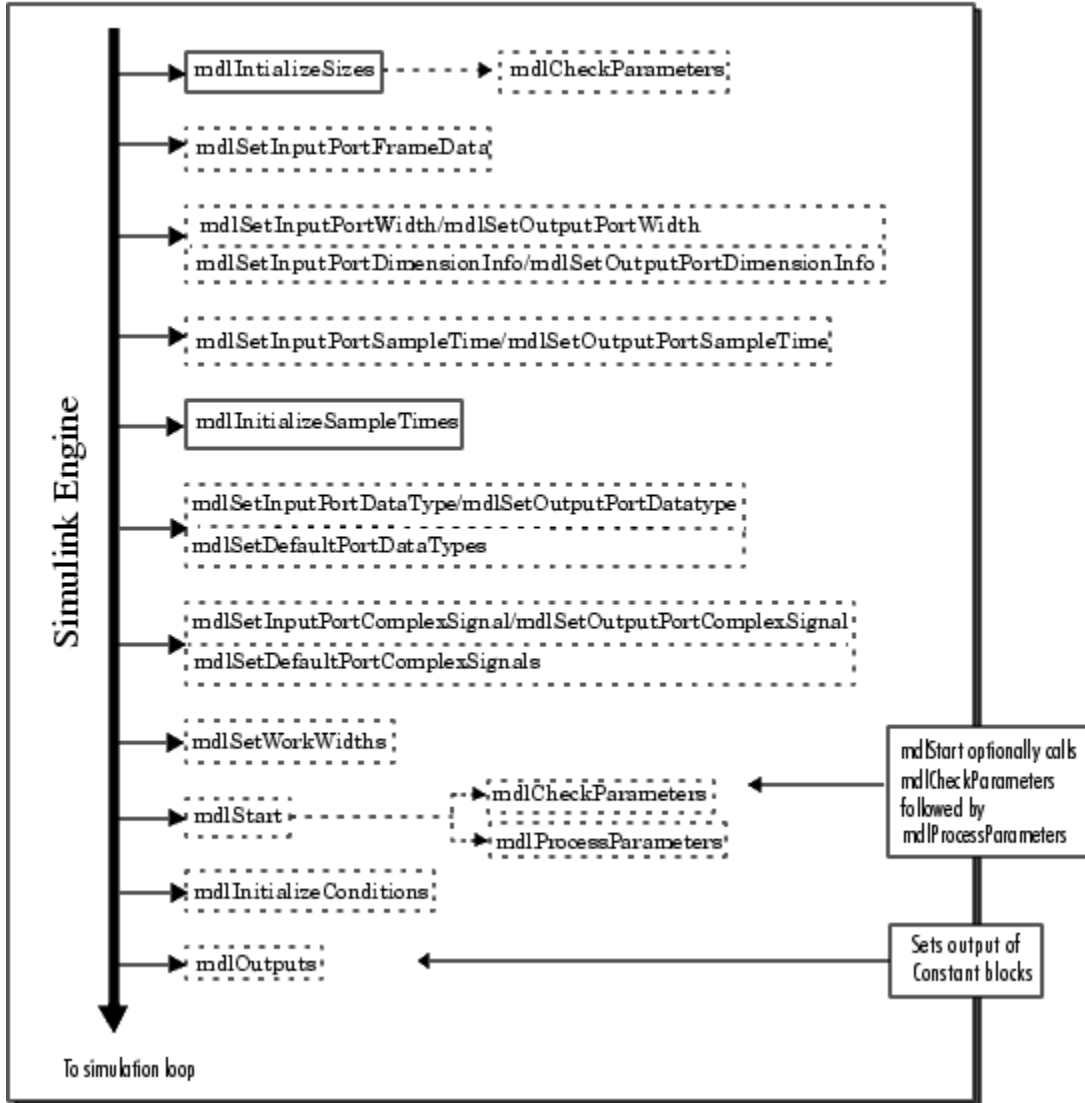 mdlIntializeSizes
mdlCheckParameters
mdlSetInputPortFrameData
mdlSetInputPortWidth/mdlSetOutputPortWidth
mdlSetInputPortDimensionInfo/mdlSetOutputPortDimensionInfo
mdlSetInputPortSampleTime/mdlSetOutputPortSampleTime
mdlInitializeSampleTimes
Simulink Engine
mdlSetInputPortDataType/mdlSetOutputPortDatatype
mdlSetDefaultPortDataTypes
mdlSetInputPortComplexSignal/mdlSetOutputPortComplexSignal
mdlSetDefaultPortComplexSignals
mdlSetWorkWidths
mdlStart
mdlCheckParameters
mdlProcessParameters
mdlStart optionally calls
mdlCheckParameters
followed by
mdlProcessParameters
mdlInitializeConditions
mdlOutputs
Sets output of
Constant blocks
To simulation loop